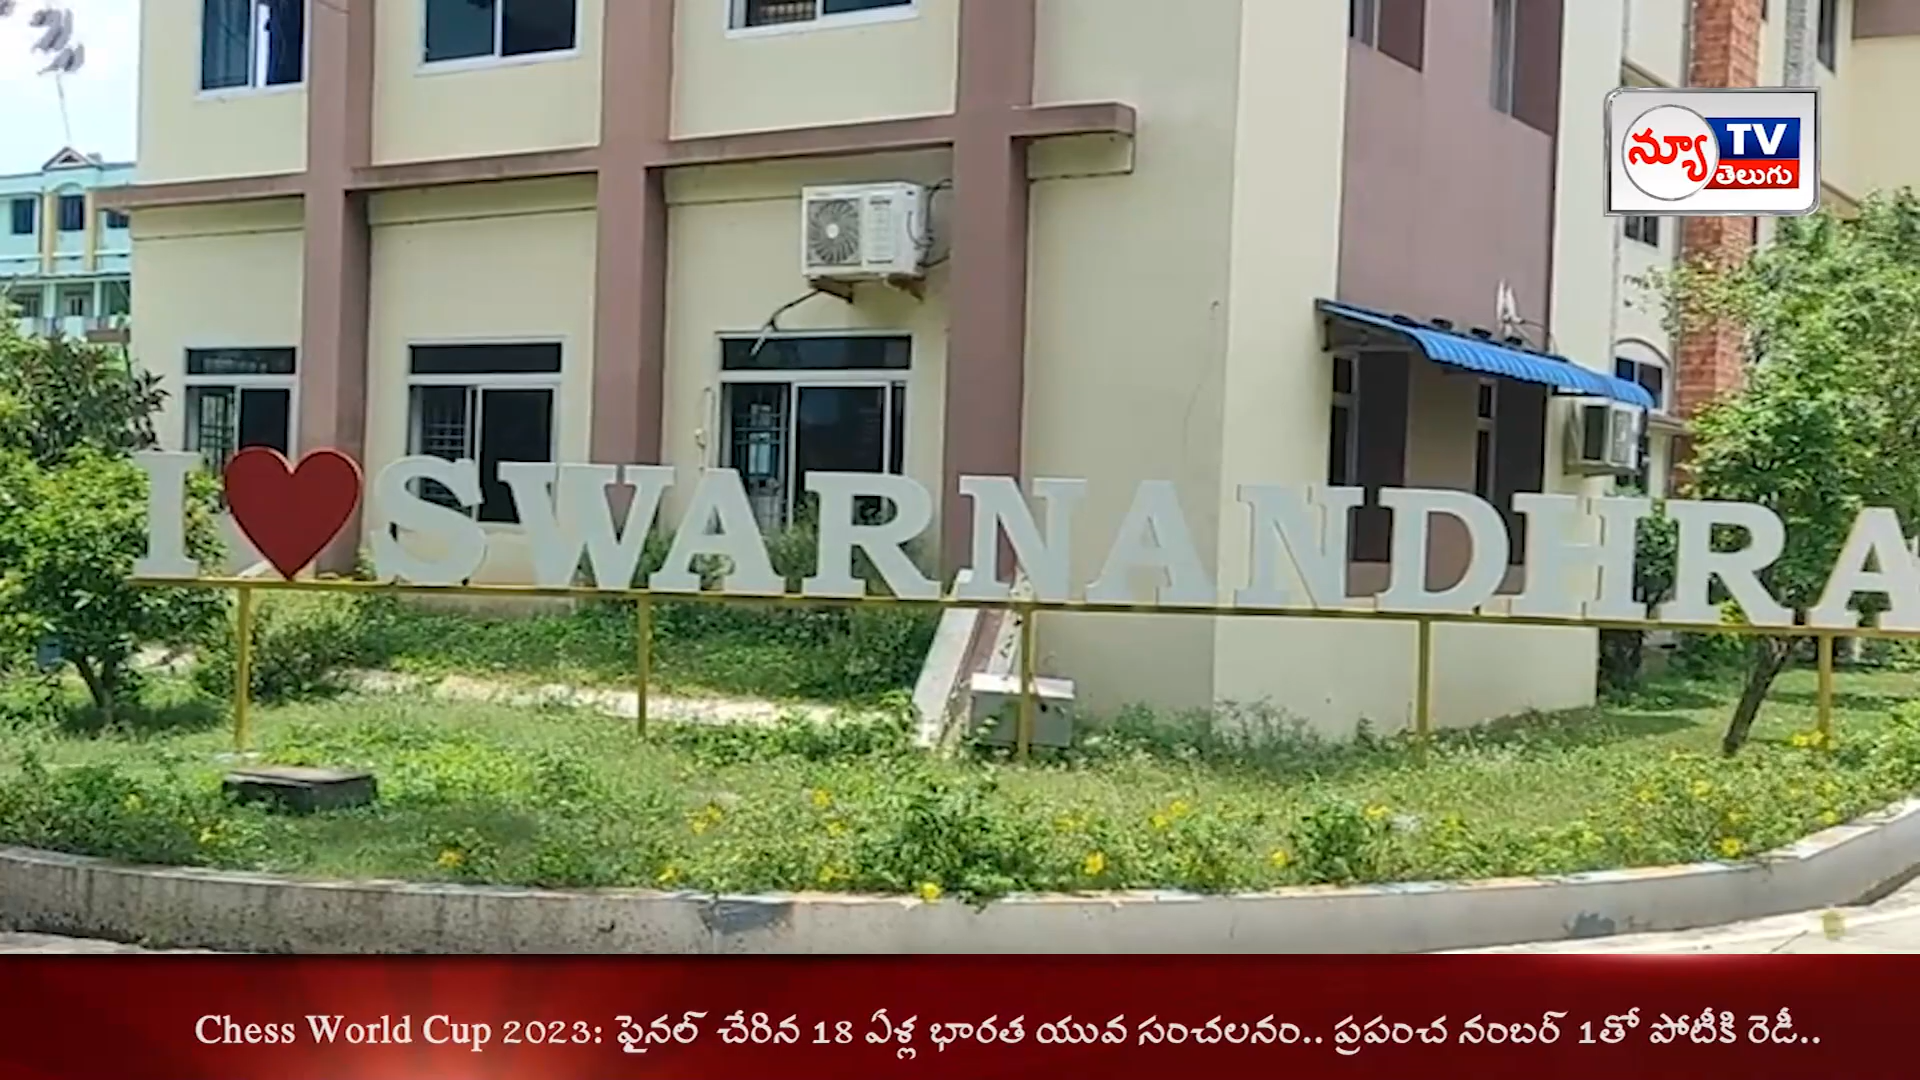 న్యూ TV
తెలుగు
I ♥ SWARNANDHRA
Chess World Cup 2023: ఫైనల్ చేరిన 18 ఏళ్ల భారత యువ సంచలనం.. ప్రపంచ నంబర్ 1తో పోటీకి రెడీ..